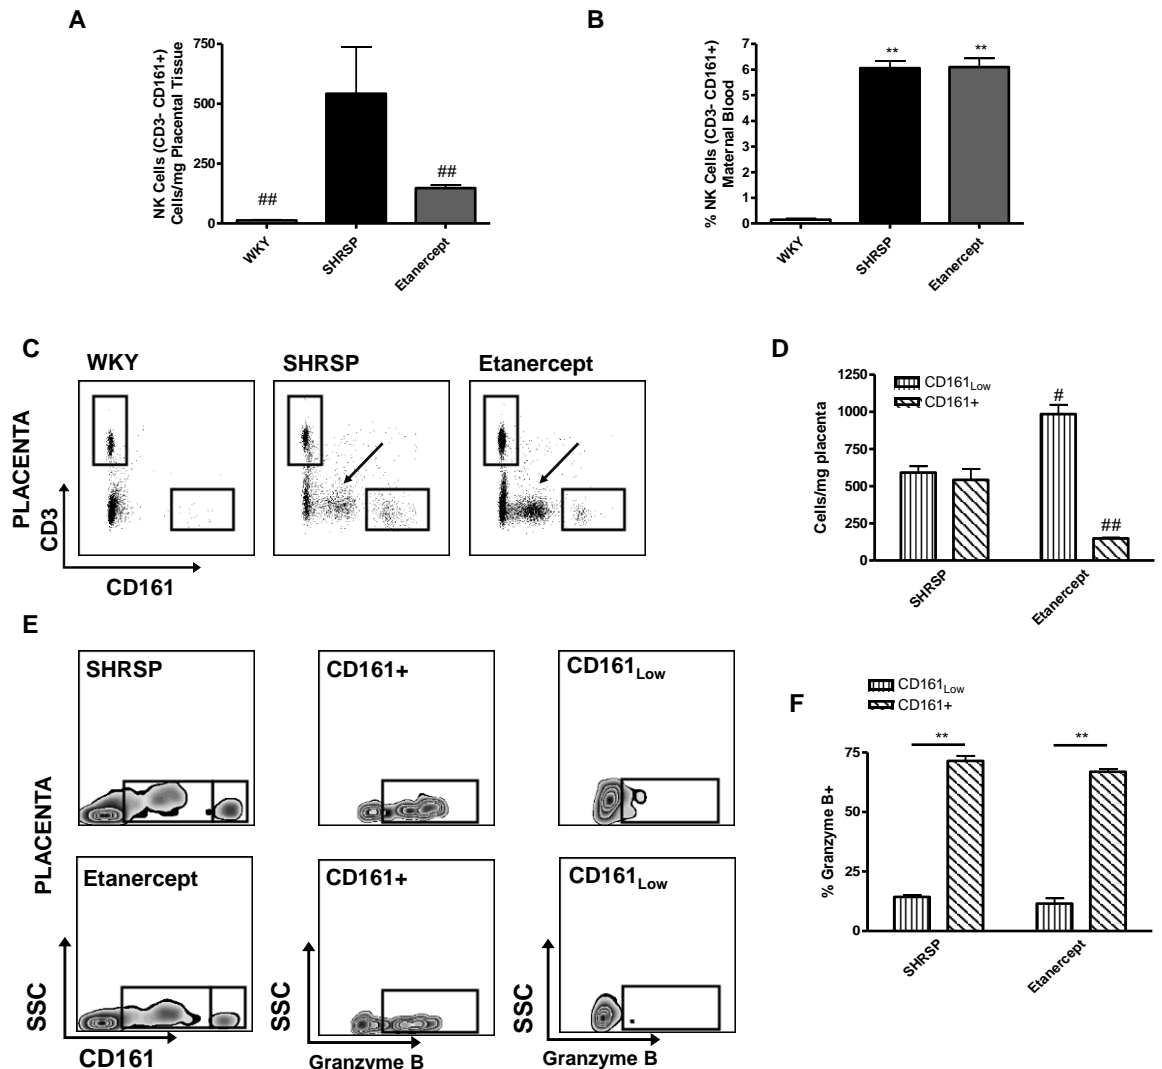 A
NK Cells (CD3- CD161+)
Cells/mg Placental Tissue
750
500
250
0
##
##
WKY
SHRSP
Etanercept
B
% NK Cells (CD3- CD161+)
Maternal Blood
7
6
5
4
3
2
1
0
**
**
WKY
SHRSP
Etanercept
C
WKY
SHRSP
Etanercept
PLACENTA
CD3
CD161
D
CD161Low
CD161+
Cells/mg placenta
1250
1000
750
500
250
0
#
##
SHRSP
Etanercept
E
PLACENTA
SHRSP
CD161+
CD161Low
Etanercept
CD161+
CD161Low
SSC
CD161
SSC
Granzyme B
SSC
Granzyme B
F
CD161Low
CD161+
% Granzyme B+
75
50
25
0
**
**
SHRSP
Etanercept